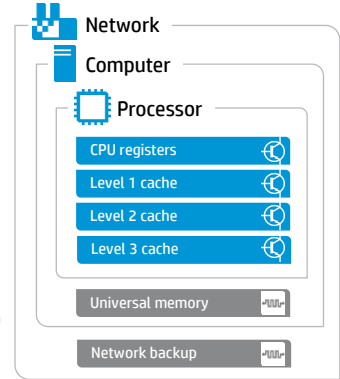 Network
Computer
Processor
CPU registers
Level 1 cache
Level 2 cache
Level 3 cache
Universal memory
Network backup